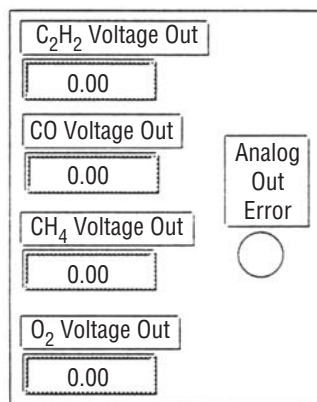 C₂H₂ Voltage Out
0.00
CO Voltage Out
0.00
CH₄ Voltage Out
0.00
O₂ Voltage Out
0.00
Analog
Out
Error